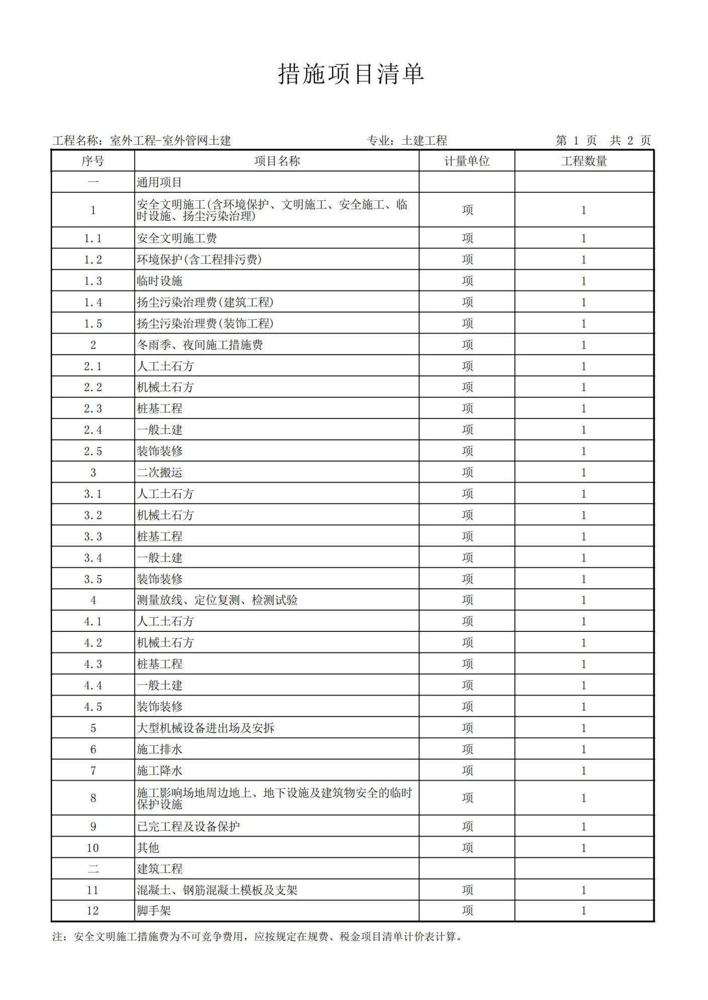 措施项目清单
工程名称：室外工程-室外管网土建 专业：土建工程 第 1 页 共 2 页
序号 项目名称 计量单位 工程数量
一 通用项目
1 安全文明施工(含环境保护、文明施工、安全施工、临
时设施、扬尘污染治理) 项 1
1.1 安全文明施工费 项 1
1.2 环境保护(含工程排污费) 项 1
1.3 临时设施 项 1
1.4 扬尘污染治理费(建筑工程) 项 1
1.5 扬尘污染治理费(装饰工程) 项 1
2 冬雨季、夜间施工措施费 项 1
2.1 人工土石方 项 1
2.2 机械土石方 项 1
2.3 桩基工程 项 1
2.4 一般土建 项 1
2.5 装饰装修 项 1
3 二次搬运 项 1
3.1 人工土石方 项 1
3.2 机械土石方 项 1
3.3 桩基工程 项 1
3.4 一般土建 项 1
3.5 装饰装修 项 1
4 测量放线、定位复测、检测试验 项 1
4.1 人工土石方 项 1
4.2 机械土石方 项 1
4.3 桩基工程 项 1
4.4 一般土建 项 1
4.5 装饰装修 项 1
5 大型机械设备进出场及安拆 项 1
6 施工排水 项 1
7 施工降水 项 1
8 施工影响场地周边地上、地下设施及建筑物安全的临时
保护设施 项 1
9 已完工程及设备保护 项 1
10 其他 项 1
二 建筑工程
11 混凝土、钢筋混凝土模板及支架 项 1
12 脚手架 项 1
注：安全文明施工措施费为不可竞争费用，应按规定在规费、税金项目清单计价表计算。